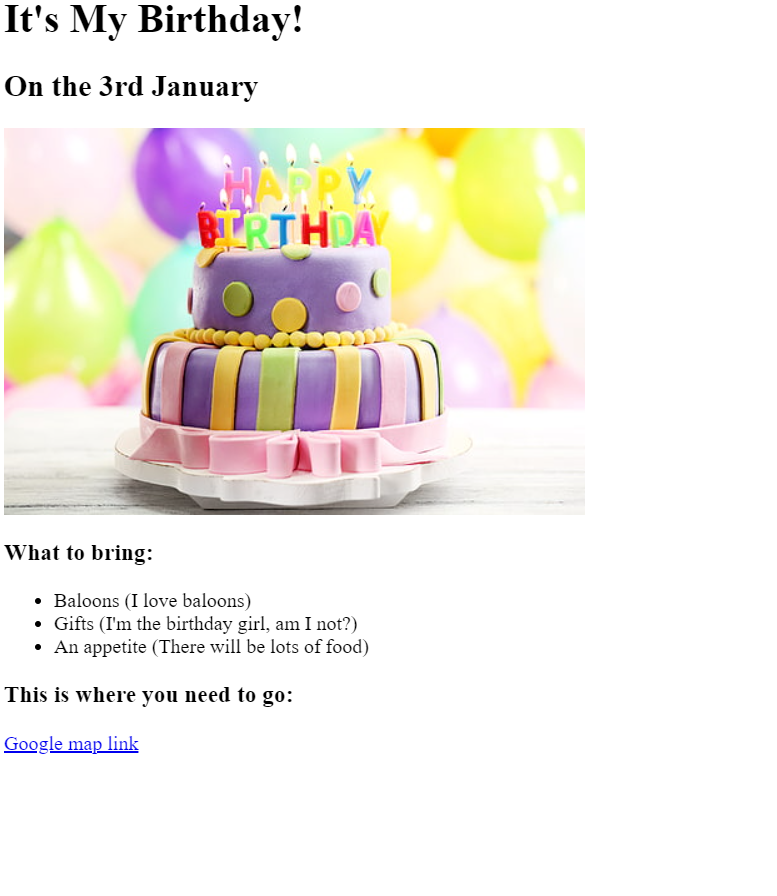 It's My Birthday!
On the 3rd January
HAPPY
BIRTHDAY
What to bring:
Baloons (I love baloons)
Gifts (I'm the birthday girl, am I not?)
An appetite (There will be lots of food)
This is where you need to go:
Google map link